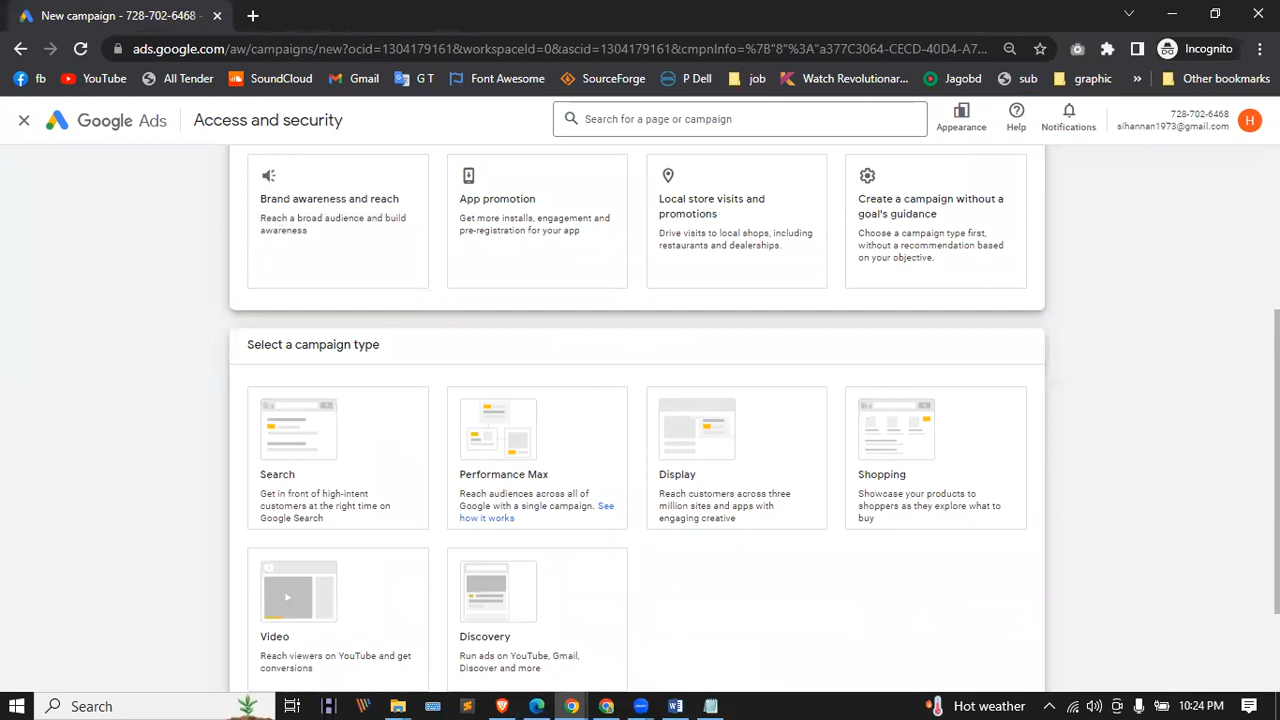 New campaign - 728-702-6468 -
ads.google.com/aw/campaigns/new?ocid=1304179161&workspaceId=0&ascid=1304179161&cmpnInfo=%7B"8"%3A"a377C3064-CECD-40D4-A7...
Incognito
fb YouTube All Tender SoundCloud Gmail G T Font Awesome SourceForge P Dell job Watch Revolutionar... Jagobd sub graphic » Other bookmarks
Google Ads Access and security Search for a page or campaign Appearance Help Notifications
728-702-6468
sihannan1973@gmail.com
H
Brand awareness and reach
Reach a broad audience and build
awareness
App promotion
Get more installs, engagement and
pre-registration for your app
Local store visits and
promotions
Drive visits to local shops, including
restaurants and dealerships.
Create a campaign without a
goal's guidance
Choose a campaign type first,
without a recommendation based
on your objective.
Select a campaign type
Search
Get in front of high-intent
customers at the right time on
Google Search
Performance Max
Reach audiences across all of
Google with a single campaign. See
how it works
Display
Reach customers across three
million sites and apps with
engaging creative
Shopping
Showcase your products to
shoppers as they explore what to
buy
Video
Reach viewers on YouTube and get
conversions
Discovery
Run ads on YouTube, Gmail,
Discover and more
Search Hot weather 10:24 PM